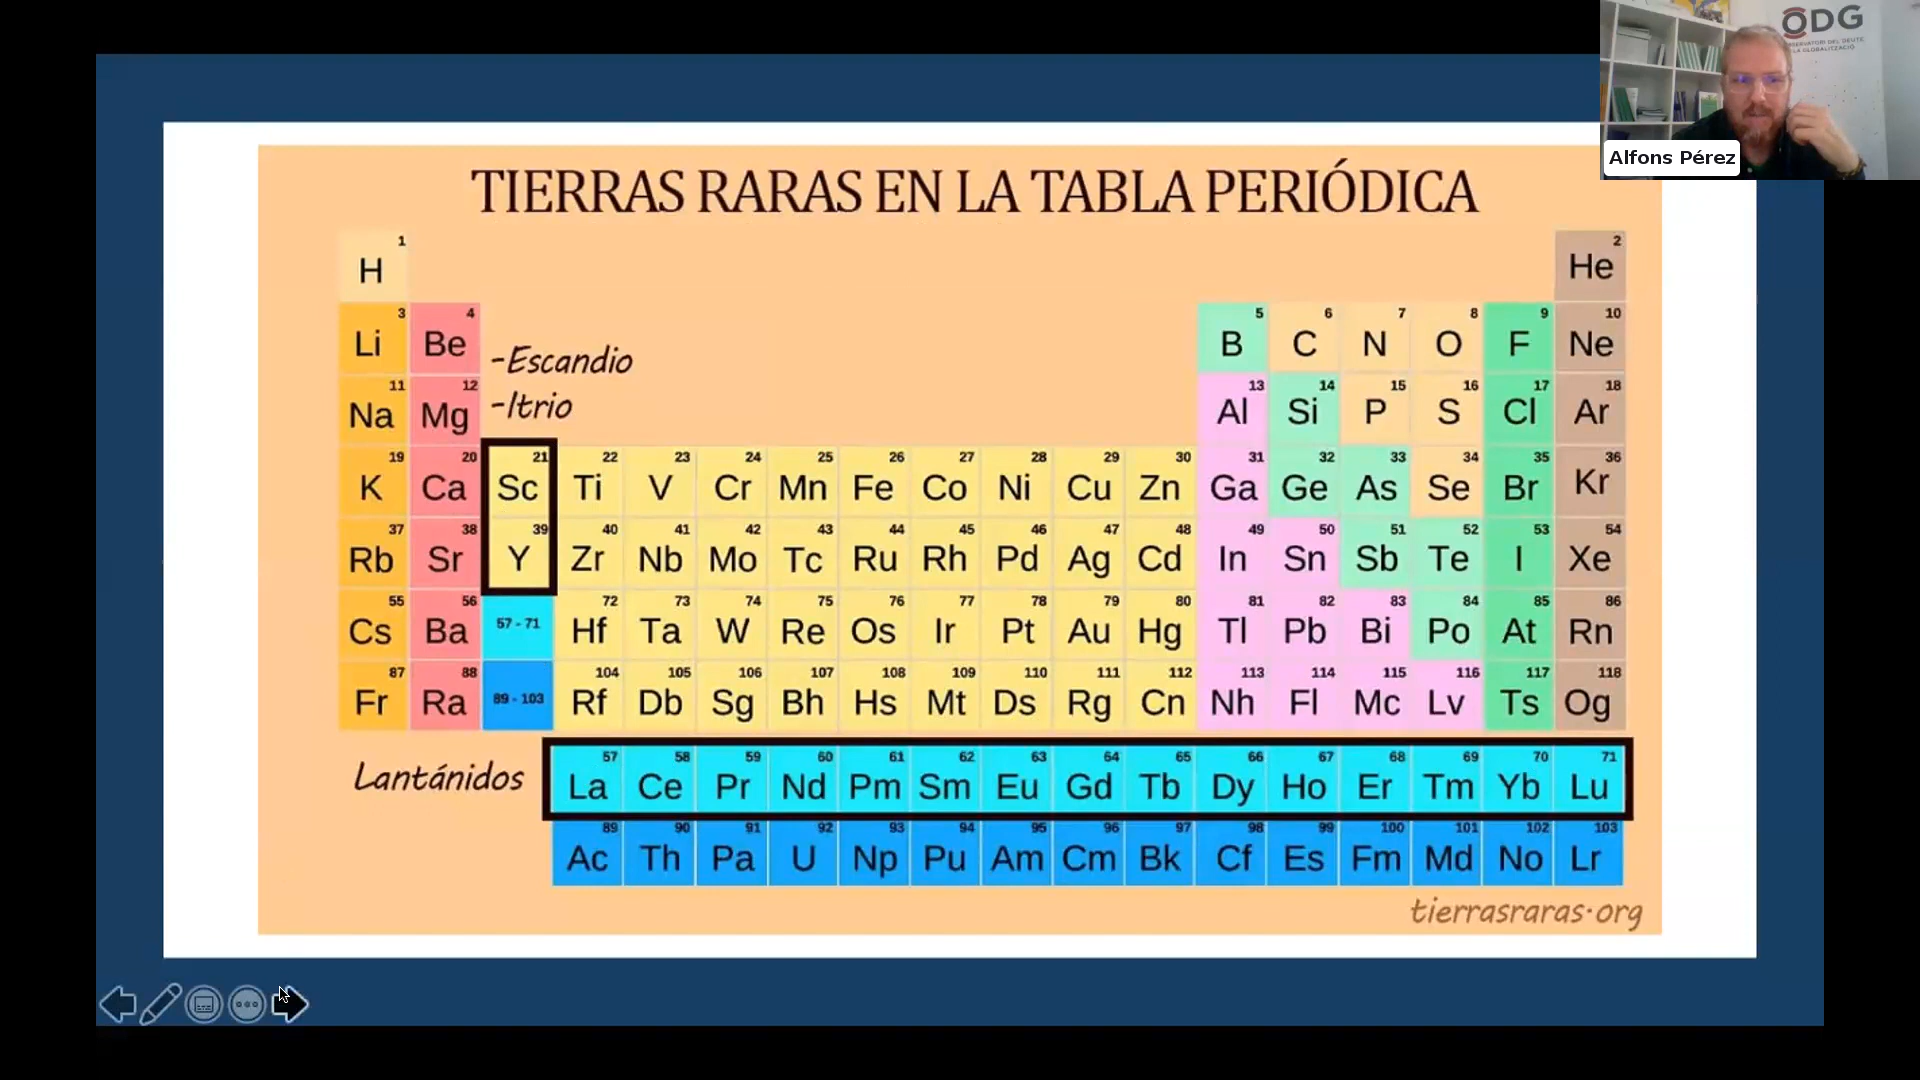 ODG
OBSERVATORI DEL DEUTE
LA GLOBALITZACIÓ
Alfons Pérez
TIERRAS RARAS EN LA TABLA PERIÓDICA
1 2
H He
3 4 5 6 7 8 9 10
Li Be B C N O F Ne
-Escandio
11 12 13 14 15 16 17 18
Na Mg Al Si P S Cl Ar
-Itrio
19 20 21 22 23 24 25 26 27 28 29 30 31 32 33 34 35 36
K Ca Sc Ti V Cr Mn Fe Co Ni Cu Zn Ga Ge As Se Br Kr
37 38 39 40 41 42 43 44 45 46 47 48 49 50 51 52 53 54
Rb Sr Y Zr Nb Mo Tc Ru Rh Pd Ag Cd In Sn Sb Te I Xe
55 56 72 73 74 75 76 77 78 79 80 81 82 83 84 85 86
Cs Ba 57 - 71 Hf Ta W Re Os Ir Pt Au Hg Tl Pb Bi Po At Rn
87 88 104 105 106 107 108 109 110 111 112 113 114 115 116 117 118
Fr Ra 89 - 103 Rf Db Sg Bh Hs Mt Ds Rg Cn Nh Fl Mc Lv Ts Og
57 58 59 60 61 62 63 64 65 66 67 68 69 70 71
Lantánidos La Ce Pr Nd Pm Sm Eu Gd Tb Dy Ho Er Tm Yb Lu
89 90 91 92 93 94 95 96 97 98 99 100 101 102 103
Ac Th Pa U Np Pu Am Cm Bk Cf Es Fm Md No Lr
tierrasraras.org